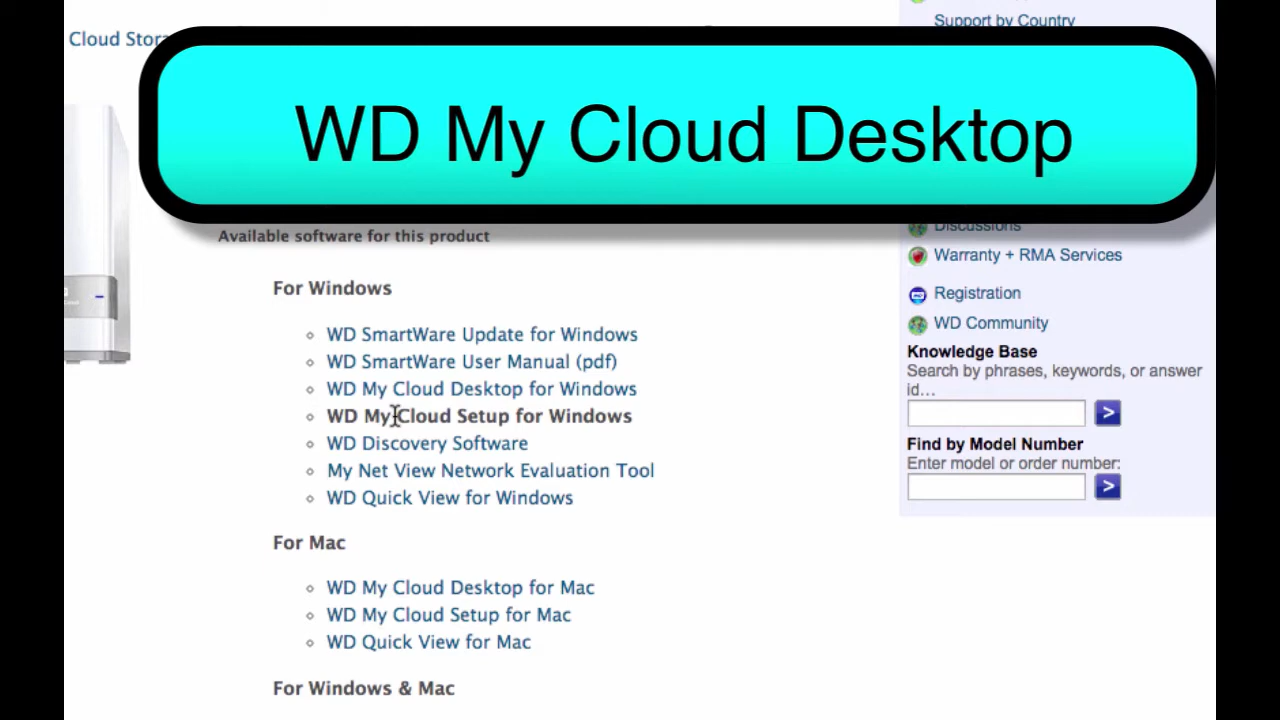 Support by Country
Cloud
WD My Cloud Desktop
Available software for this product
For Windows
WD SmartWare Update for Windows
WD SmartWare User Manual (pdf)
WD My Cloud Desktop for Windows
WD My Cloud Setup for Windows
WD Discovery Software
My Net View Network Evaluation Tool
WD Quick View for Windows
For Mac
WD My Cloud Desktop for Mac
WD My Cloud Setup for Mac
WD Quick View for Mac
For Windows & Mac
Discussions
Warranty + RMA Services
Registration
WD Community
Knowledge Base
Search by phrases, keywords, or answer
id...
>
Find by Model Number
Enter model or order number:
>